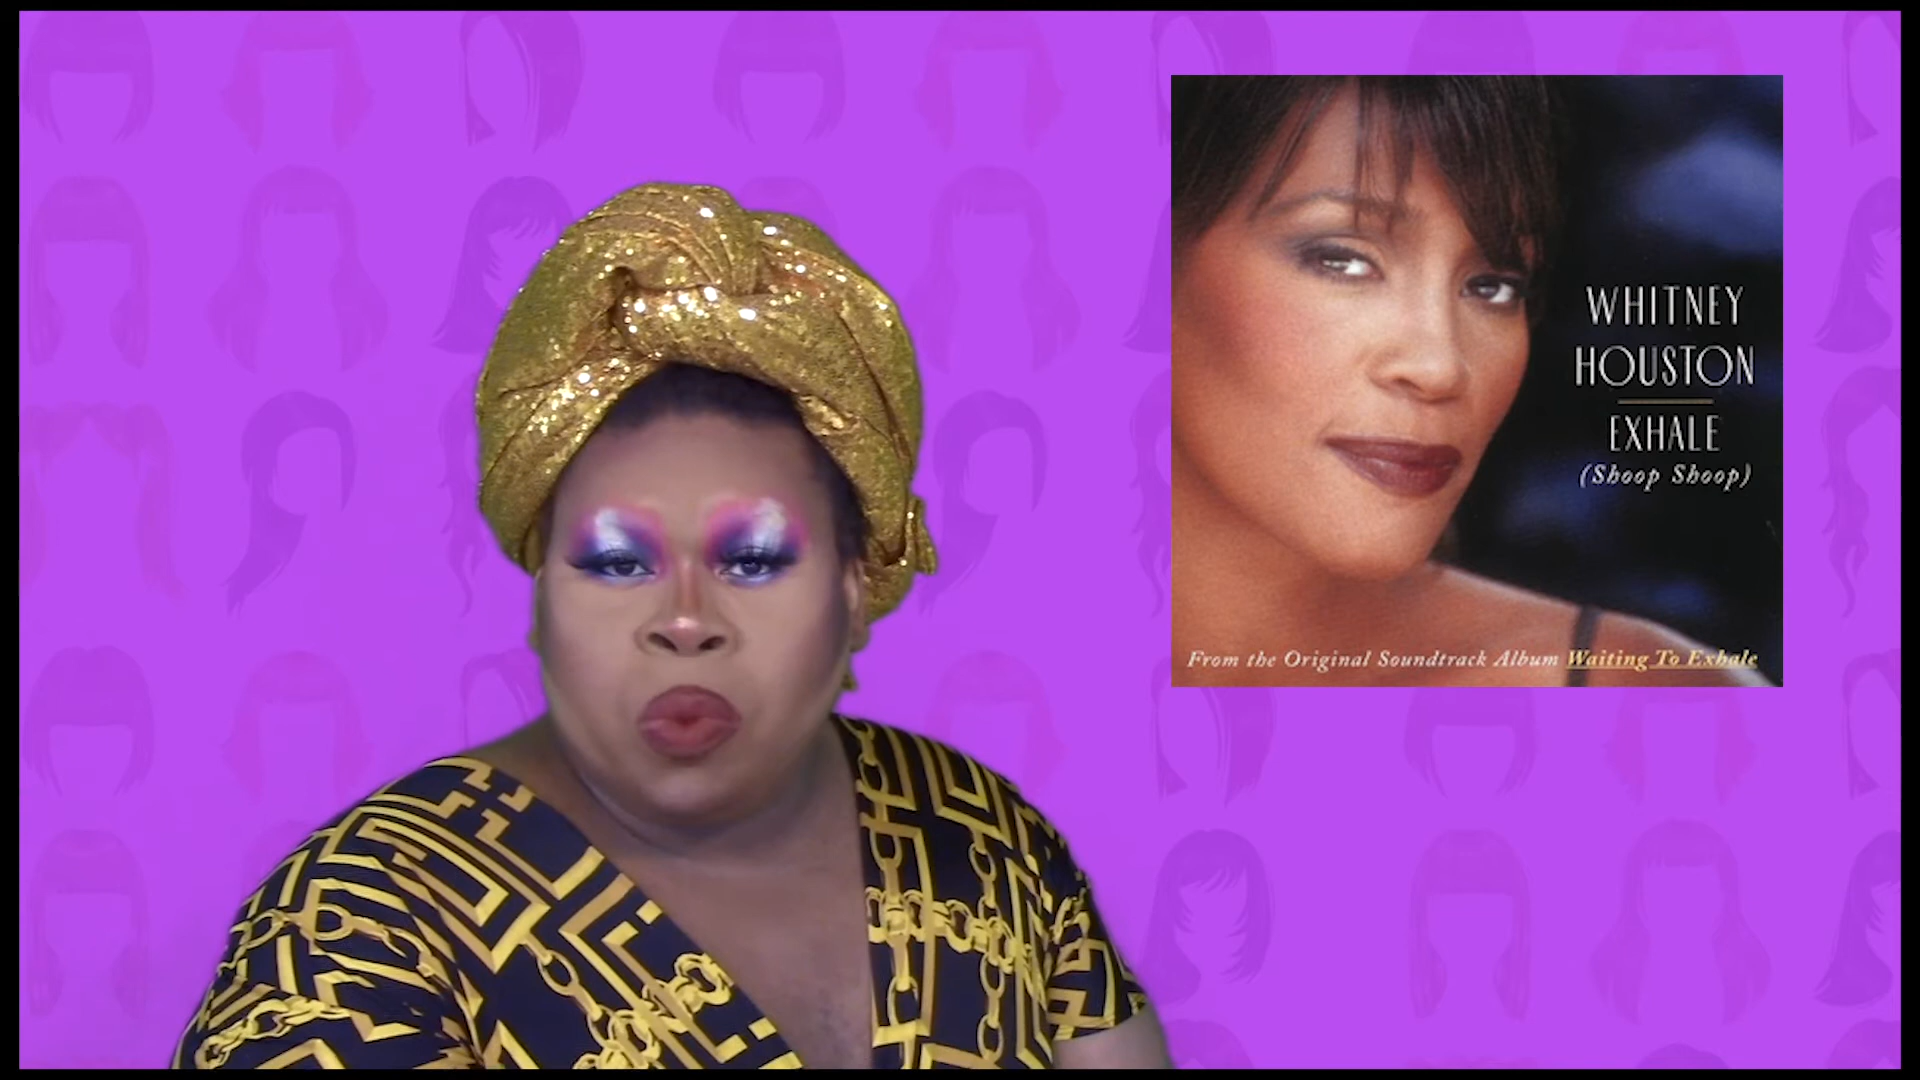 WHITNEY
HOUSTON
EXHALE
(Shoop Shoop)
From the Original Soundtrack Album Waiting To Exhale